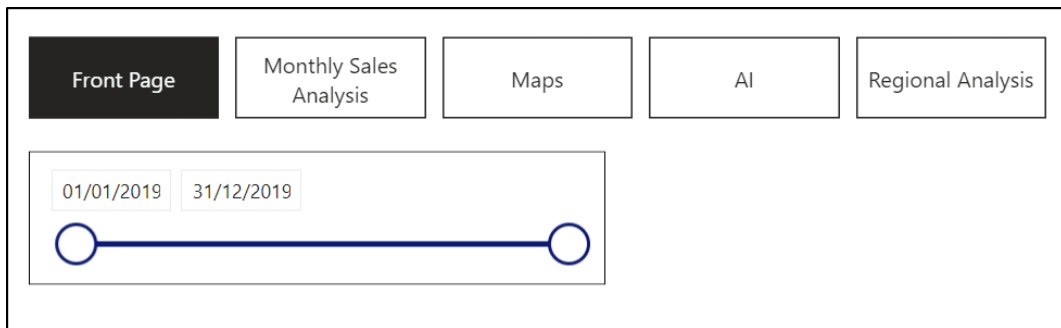 Front Page
Monthly Sales
Analysis
Maps
AI
Regional Analysis
01/01/2019 31/12/2019